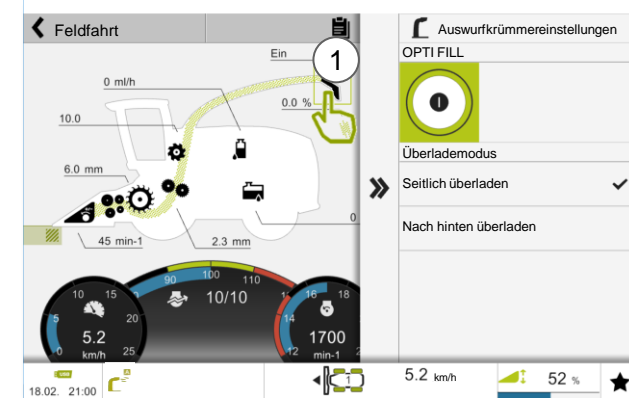 Feldfahrt
Ein
1
0 ml/h
0.0 %
10.0
6.0 mm
0
45 min-1
2.3 mm
90 100 110
10/10
0 5 10 15 20 25
5.2
km/h
12 14 16 18
1700
min-1
Auswurfkrümmereinstellungen
OPTI FILL
I
Überlademodus
Seitlich überladen
Nach hinten überladen
18.02. 21:00
1
5.2 km/h
52 %